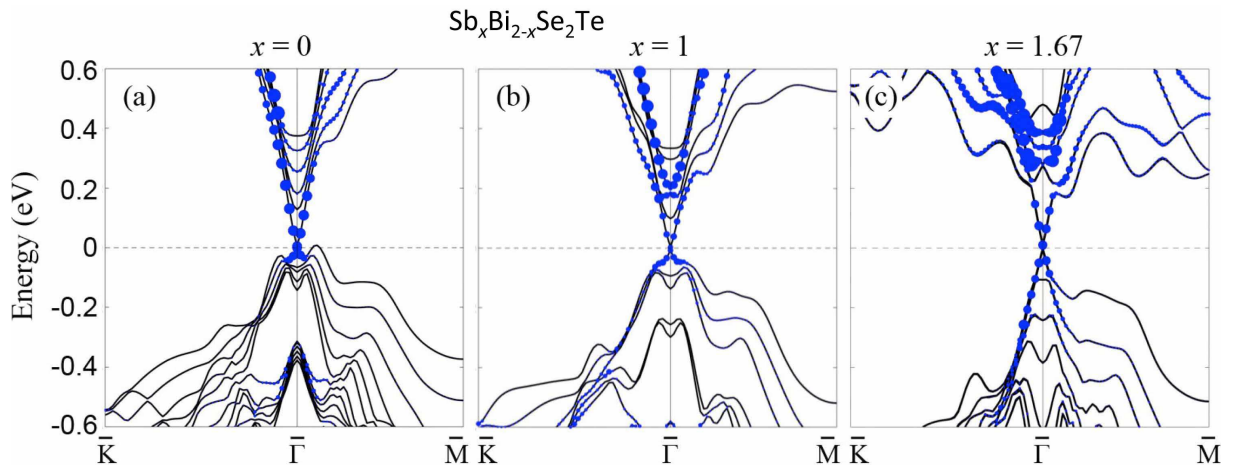 SbₓBi₂₋ₓSe₂Te
x = 0
x = 1
x = 1.67
Energy (eV)
0.6
0.4
0.2
0
-0.2
-0.4
-0.6
(a)
(b)
(c)
K̄
Γ̄
M̄
K̄
Γ̄
M̄
K̄
Γ̄
M̄